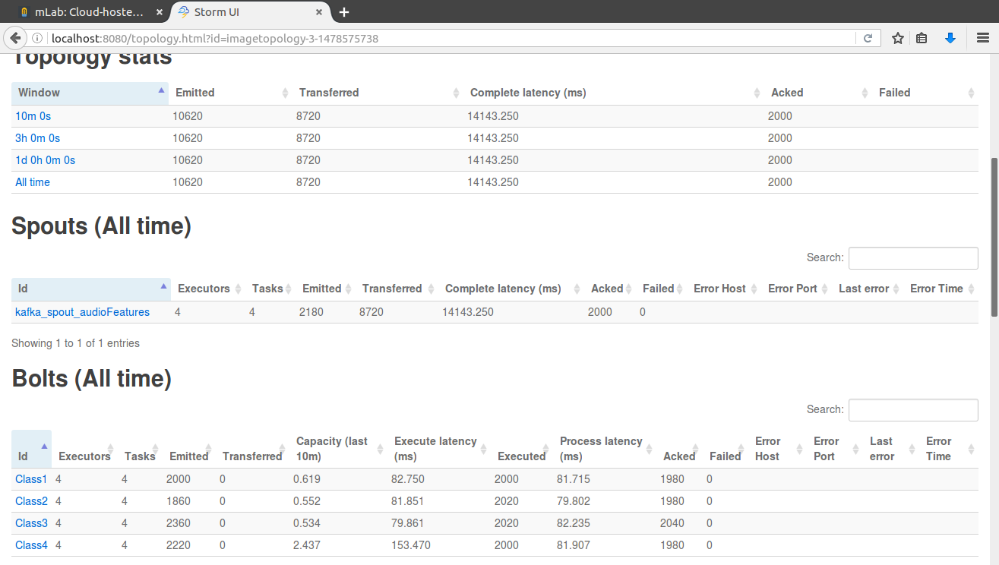 mLab: Cloud-hoste... × Storm UI × +
localhost:8080/topology.html?id=imagetopology-3-1478575738
Topology stats
Window Emitted Transferred Complete latency (ms) Acked Failed
10m 0s 10620 8720 14143.250 2000
3h 0m 0s 10620 8720 14143.250 2000
1d 0h 0m 0s 10620 8720 14143.250 2000
All time 10620 8720 14143.250 2000
Spouts (All time)
Search:
Id Executors Tasks Emitted Transferred Complete latency (ms) Acked Failed Error Host Error Port Last error Error Time
kafka_spout_audioFeatures 4 4 2180 8720 14143.250 2000 0
Showing 1 to 1 of 1 entries
Bolts (All time)
Search:
Capacity (last Execute latency Process latency Error Error Last Error
Id Executors Tasks Emitted Transferred 10m) (ms) Executed (ms) Acked Failed Host Port error Time
Class1 4 4 2000 0 0.619 82.750 2000 81.715 1980 0
Class2 4 4 1860 0 0.552 81.851 2020 79.802 1980 0
Class3 4 4 2360 0 0.534 79.861 2020 82.235 2040 0
Class4 4 4 2220 0 2.437 153.470 2000 81.907 1980 0